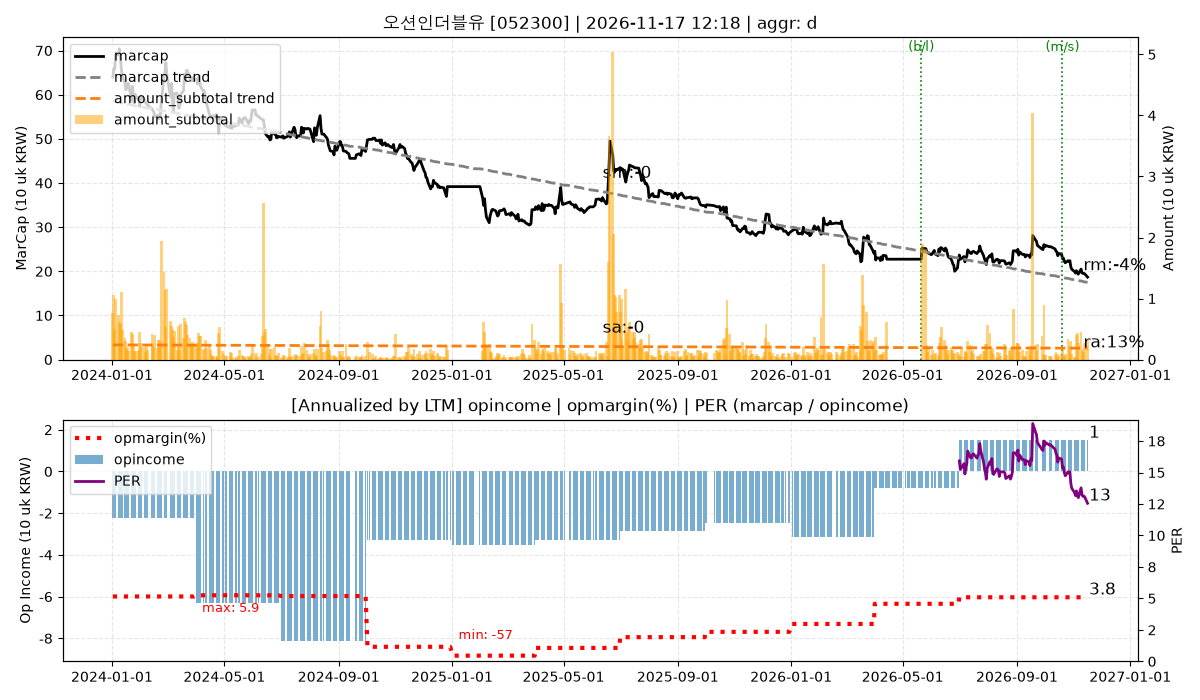 오션인더블유 [052300] | 2026-11-17 12:18 | aggr: d
marcap
marcap trend
amount_subtotal trend
amount_subtotal
(b/l)
(m/s)
MarCap (10 uk KRW)
Amount (10 uk KRW)
70
60
50
40
30
20
10
0
5
4
3
2
1
0
sa:-0
rm:-4%
ra:13%
2024-01-01 2024-05-01 2024-09-01 2025-01-01 2025-05-01 2025-09-01 2026-01-01 2026-05-01 2026-09-01 2027-01-01
[Annualized by LTM] opincome | opmargin(%) | PER (marcap / opincome)
opmargin(%)
opincome
PER
Op Income (10 uk KRW)
PER
2
0
-2
-4
-6
-8
18
15
12
10
8
5
2
0
1
13
3.8
max: 5.9
min: -57
2024-01-01 2024-05-01 2024-09-01 2025-01-01 2025-05-01 2025-09-01 2026-01-01 2026-05-01 2026-09-01 2027-01-01